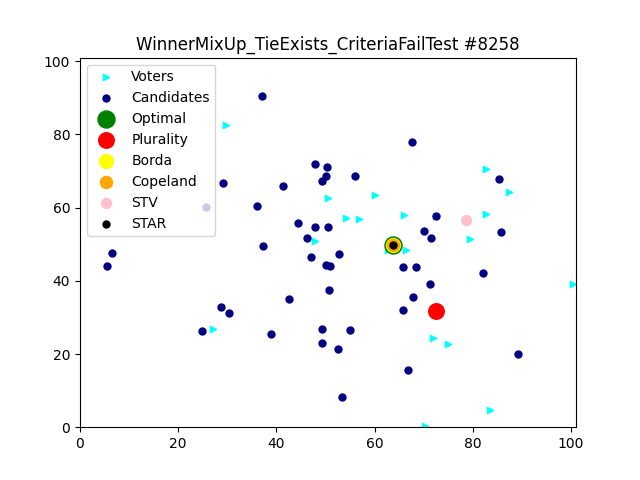 WinnerMixUp_TieExists_CriteriaFailTest #8258
100
80
60
40
20
0
0 20 40 60 80 100
Voters
Candidates
Optimal
Plurality
Borda
Copeland
STV
STAR